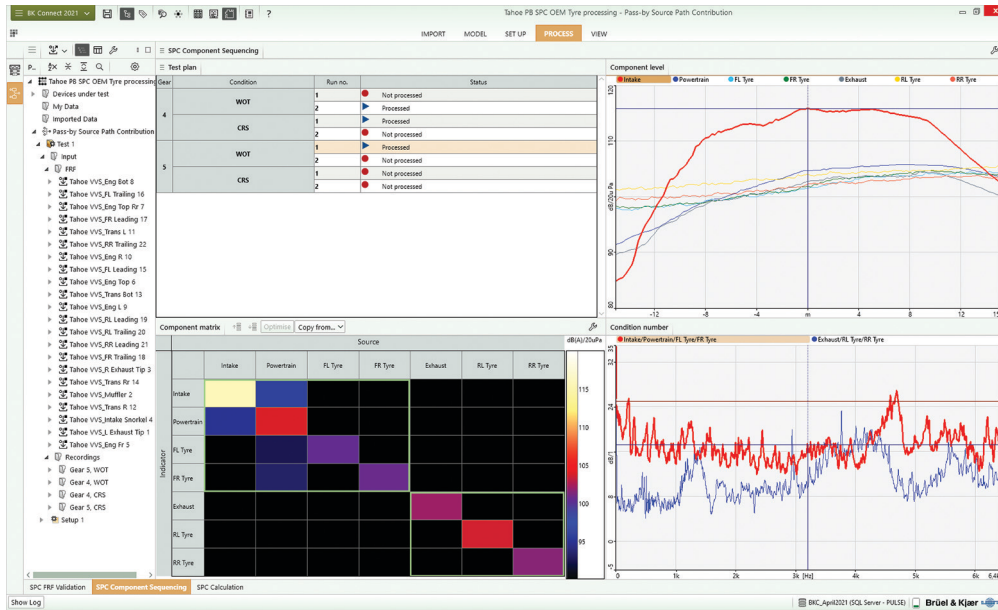 BK Connect 2021
Tahoe PB SPC OEM Tyre processing - Pass-by Source Path Contribution
IMPORT MODEL SET UP PROCESS VIEW
SPC Component Sequencing
P...
Tahoe PB SPC OEM Tyre processing
Devices under test
My Data
Imported Data
Pass-by Source Path Contribution
Test 1
Input
FRF
Tahoe VVS_Eng Bot 8
Tahoe VVS_FL Trailing 16
Tahoe VVS_Eng Top Rr 7
Tahoe VVS_FR Leading 17
Tahoe VVS_Trans L 11
Tahoe VVS_RR Trailing 22
Tahoe VVS_Eng R 10
Tahoe VVS_FL Leading 15
Tahoe VVS_Eng Top 6
Tahoe VVS_Trans Bot 13
Tahoe VVS_Eng L 9
Tahoe VVS_RL Leading 19
Tahoe VVS_RL Trailing 20
Tahoe VVS_RR Leading 21
Tahoe VVS_FR Trailing 18
Tahoe VVS_R Exhaust Tip 3
Tahoe VVS_Trans Rr 14
Tahoe VVS_Muffler 2
Tahoe VVS_Trans R 12
Tahoe VVS_Intake Snorkel 4
Tahoe VVS_L Exhaust Tip 1
Tahoe VVS_Eng Fr 5
Recordings
Gear 5, WOT
Gear 4, WOT
Gear 4, CRS
Gear 5, CRS
Setup 1
Test plan
Gear Condition Run no. Status
4 WOT 1 Not processed
2 Processed
CRS 1 Processed
2 Not processed
5 WOT 1 Processed
2 Not processed
CRS 1 Not processed
2 Not processed
Component level
Intake Powertrain FL Tyre FR Tyre Exhaust RL Tyre RR Tyre
120
110
dB/20u Pa
90
80
-12 -8 -4 m 4 8 12 15
Component matrix Optimise Copy from...
dB(A)/20uPa
Source
Intake Powertrain FL Tyre FR Tyre Exhaust RL Tyre RR Tyre
Indicator
Intake
Powertrain
FL Tyre
FR Tyre
Exhaust
RL Tyre
RR Tyre
115
110
105
100
95
Condition number
Intake/Powertrain/FL Tyre/FR Tyre Exhaust/RL Tyre/RR Tyre
35
32
24
dB/1
8
0
-5
0 1k 2k 3k [Hz] 4k 5k 6k 6,4k
SPC FRF Validation SPC Component Sequencing SPC Calculation
Show Log
BKC_April2021 (SQL Server - PULSE) Brüel & Kjær